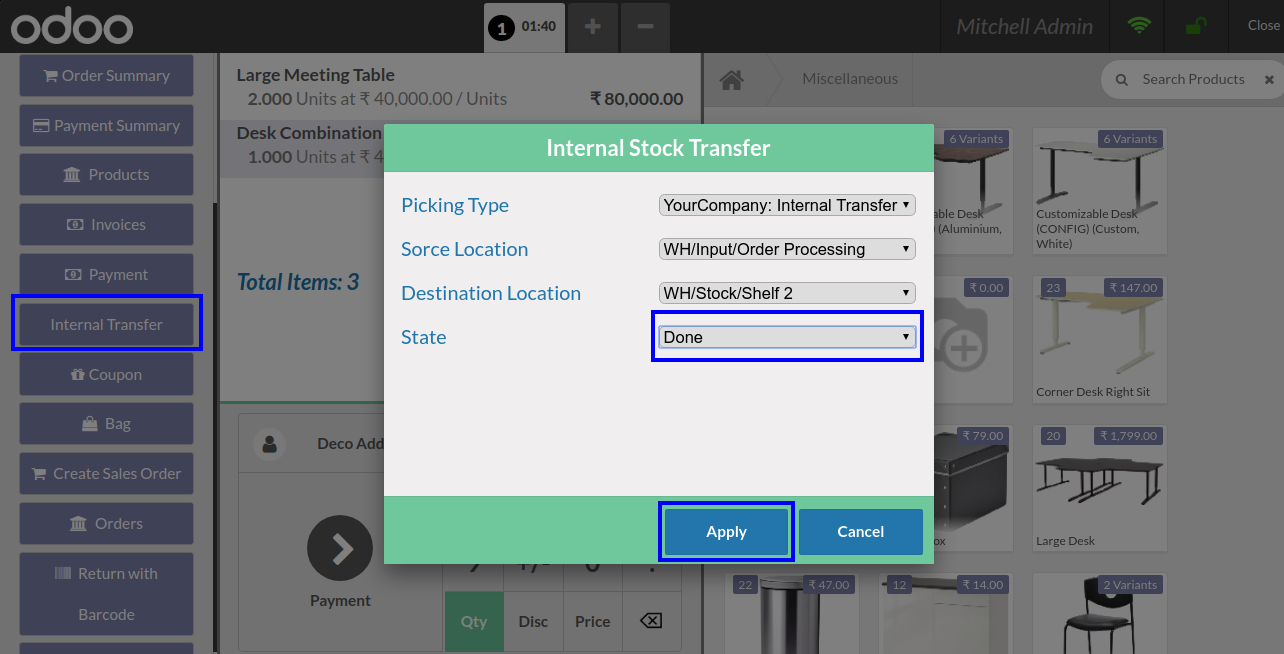 odoo
1 01:40
Mitchell Admin
Close
Order Summary
Payment Summary
Products
Invoices
Payment
Internal Transfer
Coupon
Bag
Create Sales Order
Orders
Return with
Barcode
Large Meeting Table
2.000 Units at ₹ 40,000.00 / Units ₹ 80,000.00
Desk Combination
1.000 Units at ₹ 4
Total Items: 3
Deco Add
Payment
Qty Disc Price
Internal Stock Transfer
Picking Type YourCompany: Internal Transfer
Sorce Location WH/Input/Order Processing
Destination Location WH/Stock/Shelf 2
State Done
Apply Cancel
Miscellaneous
Search Products
6 Variants
able Desk
) (Aluminium,
6 Variants
Customizable Desk
(CONFIG) (Custom,
White)
₹ 0.00
23 ₹ 147.00
Corner Desk Right Sit
₹ 79.00
ox
20 ₹ 1,799.00
Large Desk
22 ₹ 47.00
12 ₹ 14.00
2 Variants